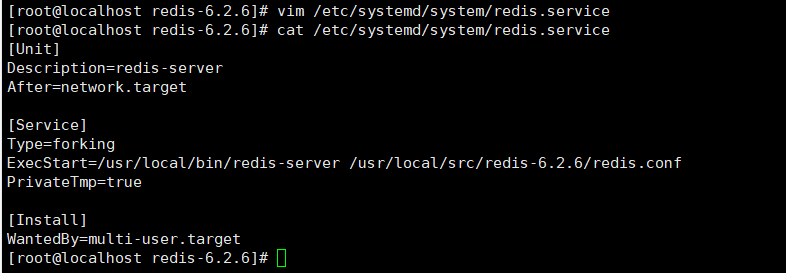 [root@localhost redis-6.2.6]# vim /etc/systemd/system/redis.service
[root@localhost redis-6.2.6]# cat /etc/systemd/system/redis.service
[Unit]
Description=redis-server
After=network.target

[Service]
Type=forking
ExecStart=/usr/local/bin/redis-server /usr/local/src/redis-6.2.6/redis.conf
PrivateTmp=true

[Install]
WantedBy=multi-user.target
[root@localhost redis-6.2.6]#